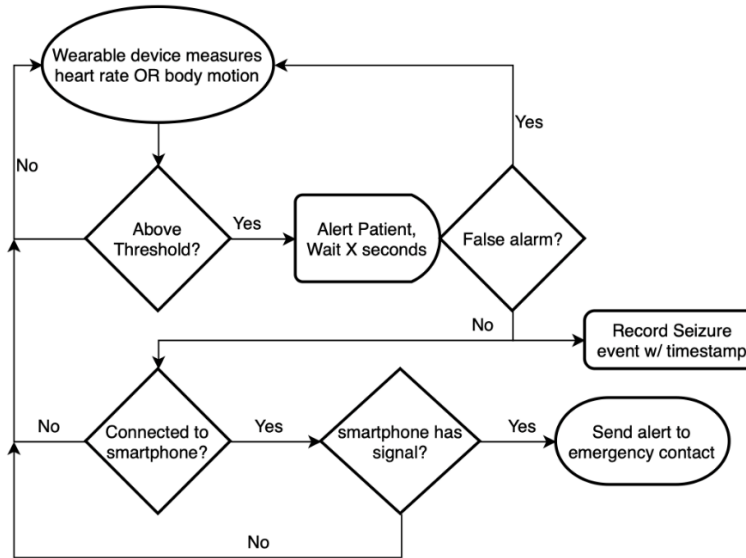 Wearable device measures
heart rate OR body motion
Yes
No
Above
Threshold?
Yes
Alert Patient,
Wait X seconds
False alarm?
No
Record Seizure
event w/ timestamp
No
Connected to
smartphone?
Yes
smartphone has
signal?
Yes
Send alert to
emergency contact
No